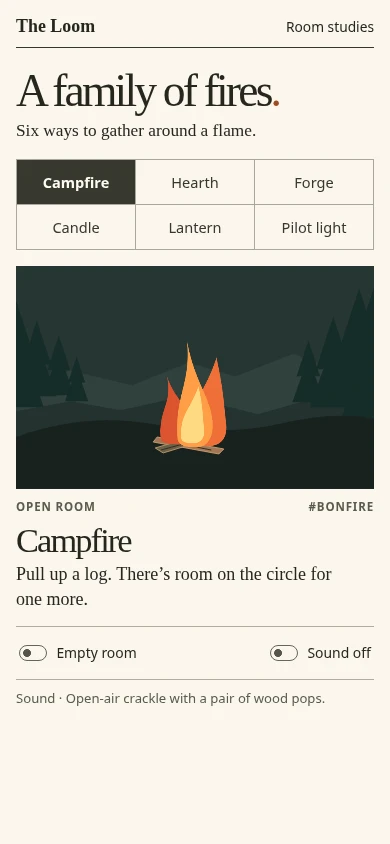 The Loom
Room studies
A family of fires.
Six ways to gather around a flame.
Campfire
Hearth
Forge
Candle
Lantern
Pilot light
OPEN ROOM
#BONFIRE
Campfire
Pull up a log. There’s room on the circle for
one more.
Empty room
Sound off
Sound · Open-air crackle with a pair of wood pops.